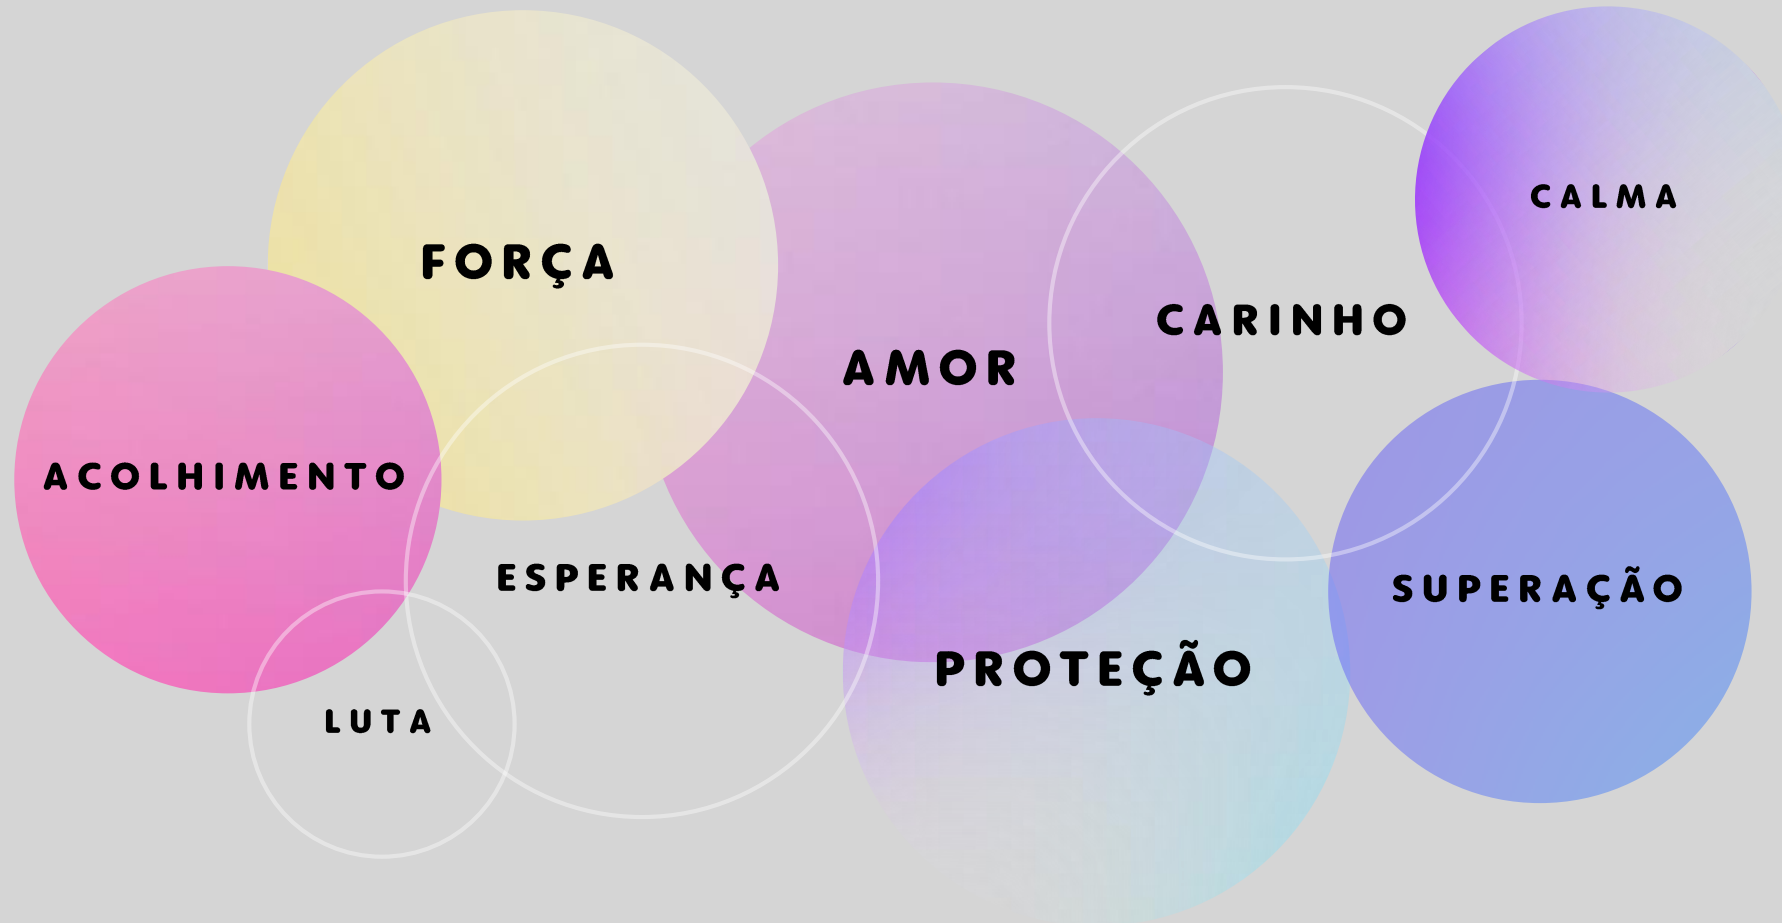 CALMA
FORÇA
CARINHO
AMOR
ACOLHIMENTO
ESPERANÇA
SUPERAÇÃO
PROTEÇÃO
LUTA